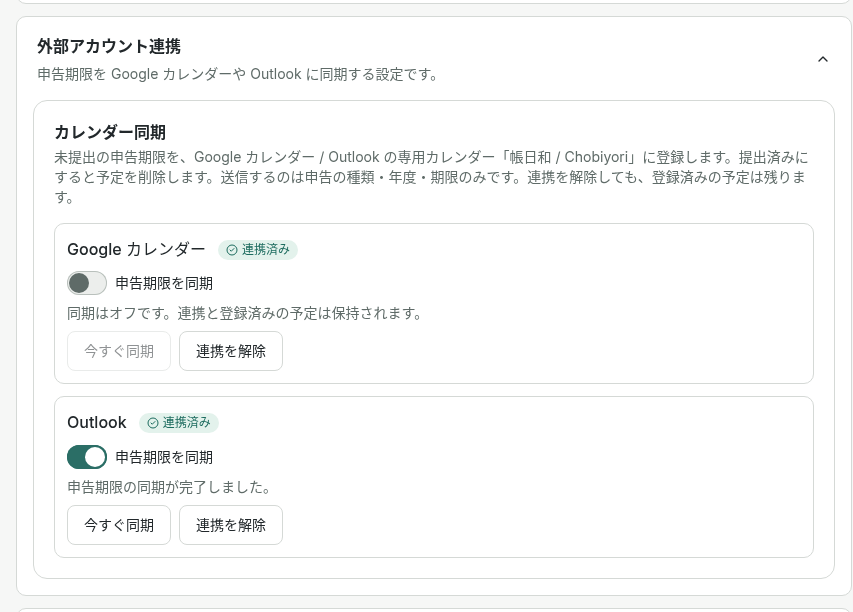 外部アカウント連携
申告期限を Google カレンダーや Outlook に同期する設定です。
カレンダー同期
未提出の申告期限を、Google カレンダー / Outlook の専用カレンダー「帳日和 / Chobiyori」に登録します。提出済みに
すると予定を削除します。送信するのは申告の種類・年度・期限のみです。連携を解除しても、登録済みの予定は残りま
す。
Google カレンダー 連携済み
申告期限を同期
同期はオフです。連携と登録済みの予定は保持されます。
今すぐ同期 連携を解除
Outlook 連携済み
申告期限を同期
申告期限の同期が完了しました。
今すぐ同期 連携を解除